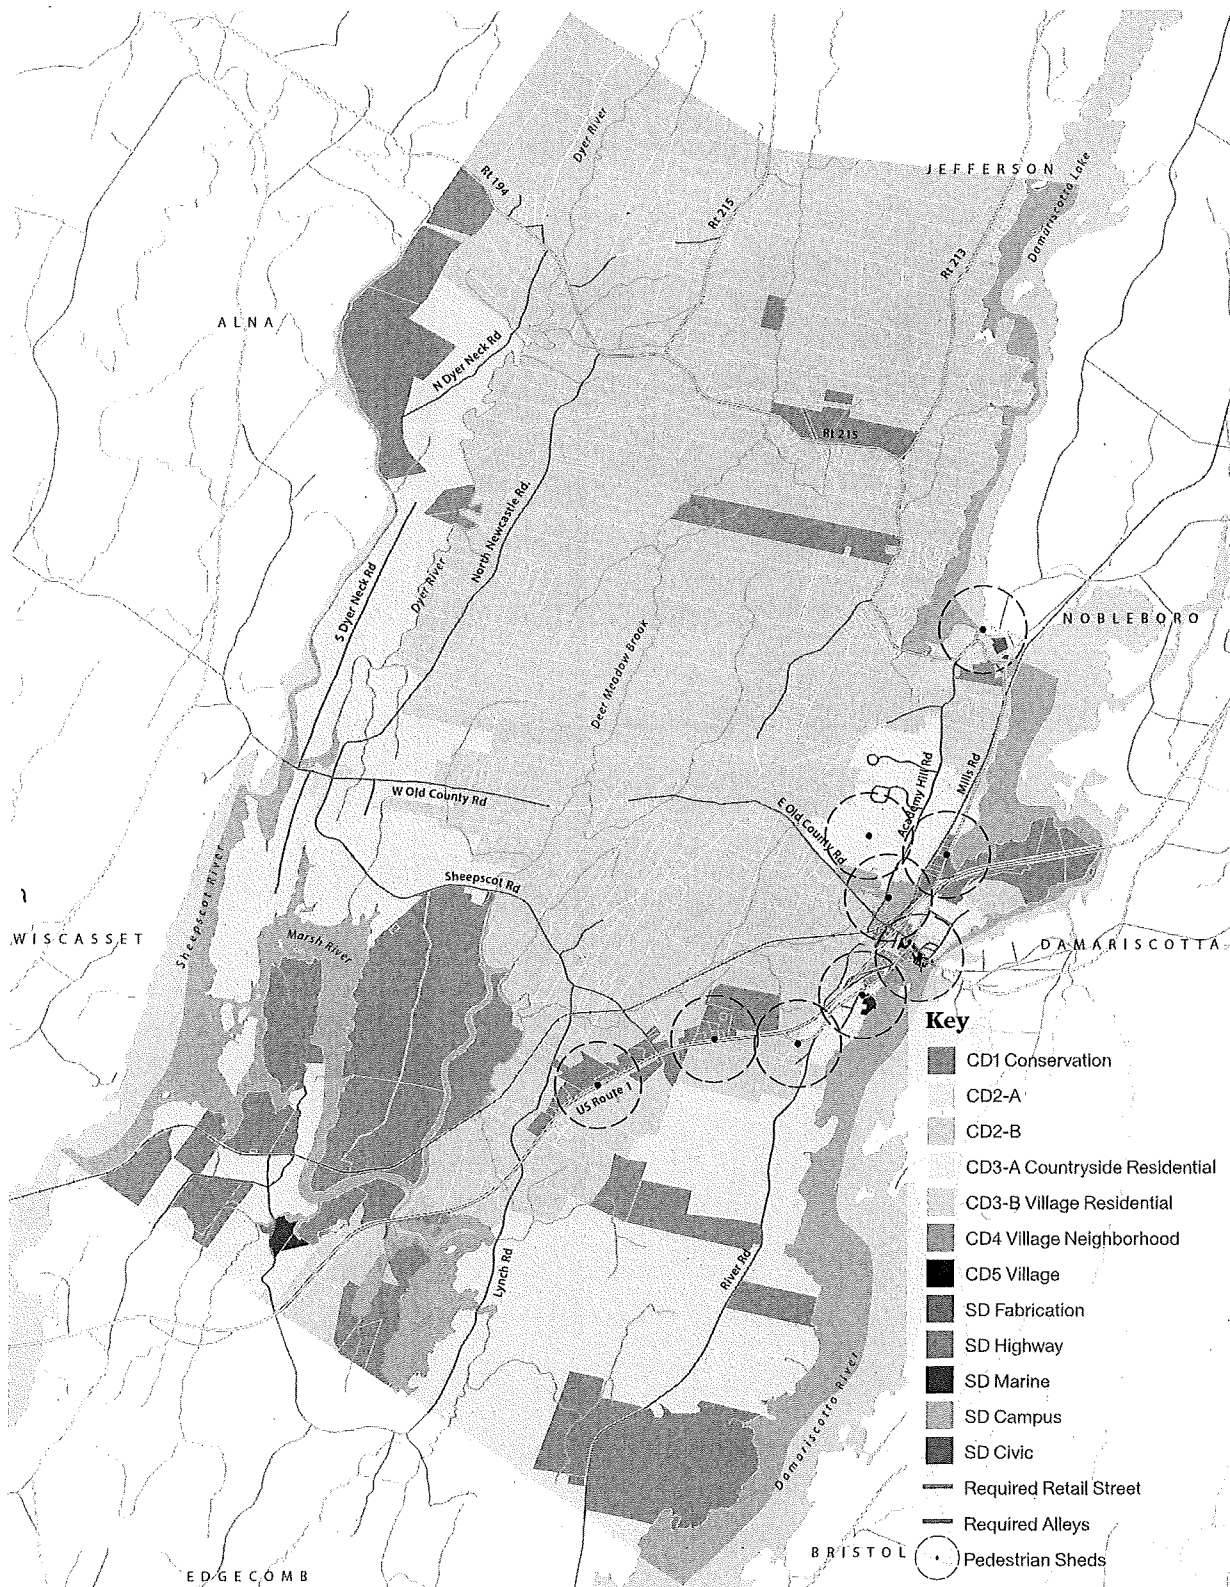 JEFFERSON
Dyer River
Damariscotta Lake
Rt 194
Rt 215
Rt 213
ALNA
N Dyer Neck Rd
Rt 215
North Newcastle Rd.
S Dyer Neck Rd
Dyer River
NOBLEBORO
Deer Meadow Brook
Academy Hill Rd
Mills Rd
W Old County Rd
E Old County Rd
Sheepscot Rd
Sheepscot River
WISCASSET
Marsh River
DAMARISCOTTA
US Route 1
Lynch Rd
River Rd
Damariscotta River
BRISTOL
EDGECOMB
Key
CD1 Conservation
CD2-A
CD2-B
CD3-A Countryside Residential
CD3-B Village Residential
CD4 Village Neighborhood
CD5 Village
SD Fabrication
SD Highway
SD Marine
SD Campus
SD Civic
Required Retail Street
Required Alleys
Pedestrian Sheds